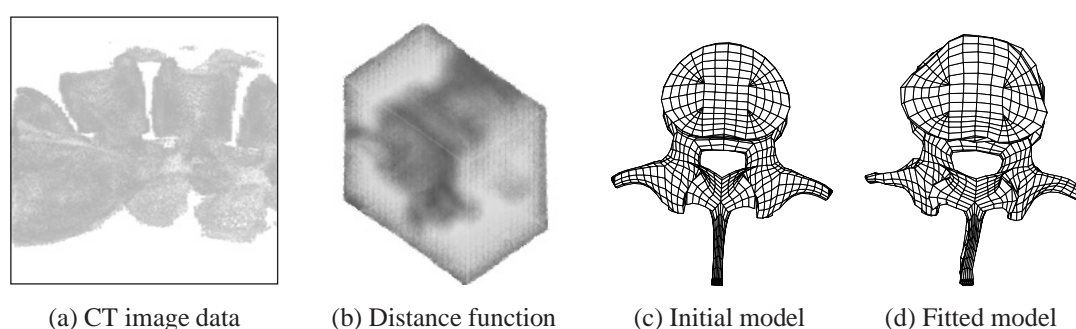 (a) CT image data
(b) Distance function
(c) Initial model
(d) Fitted model